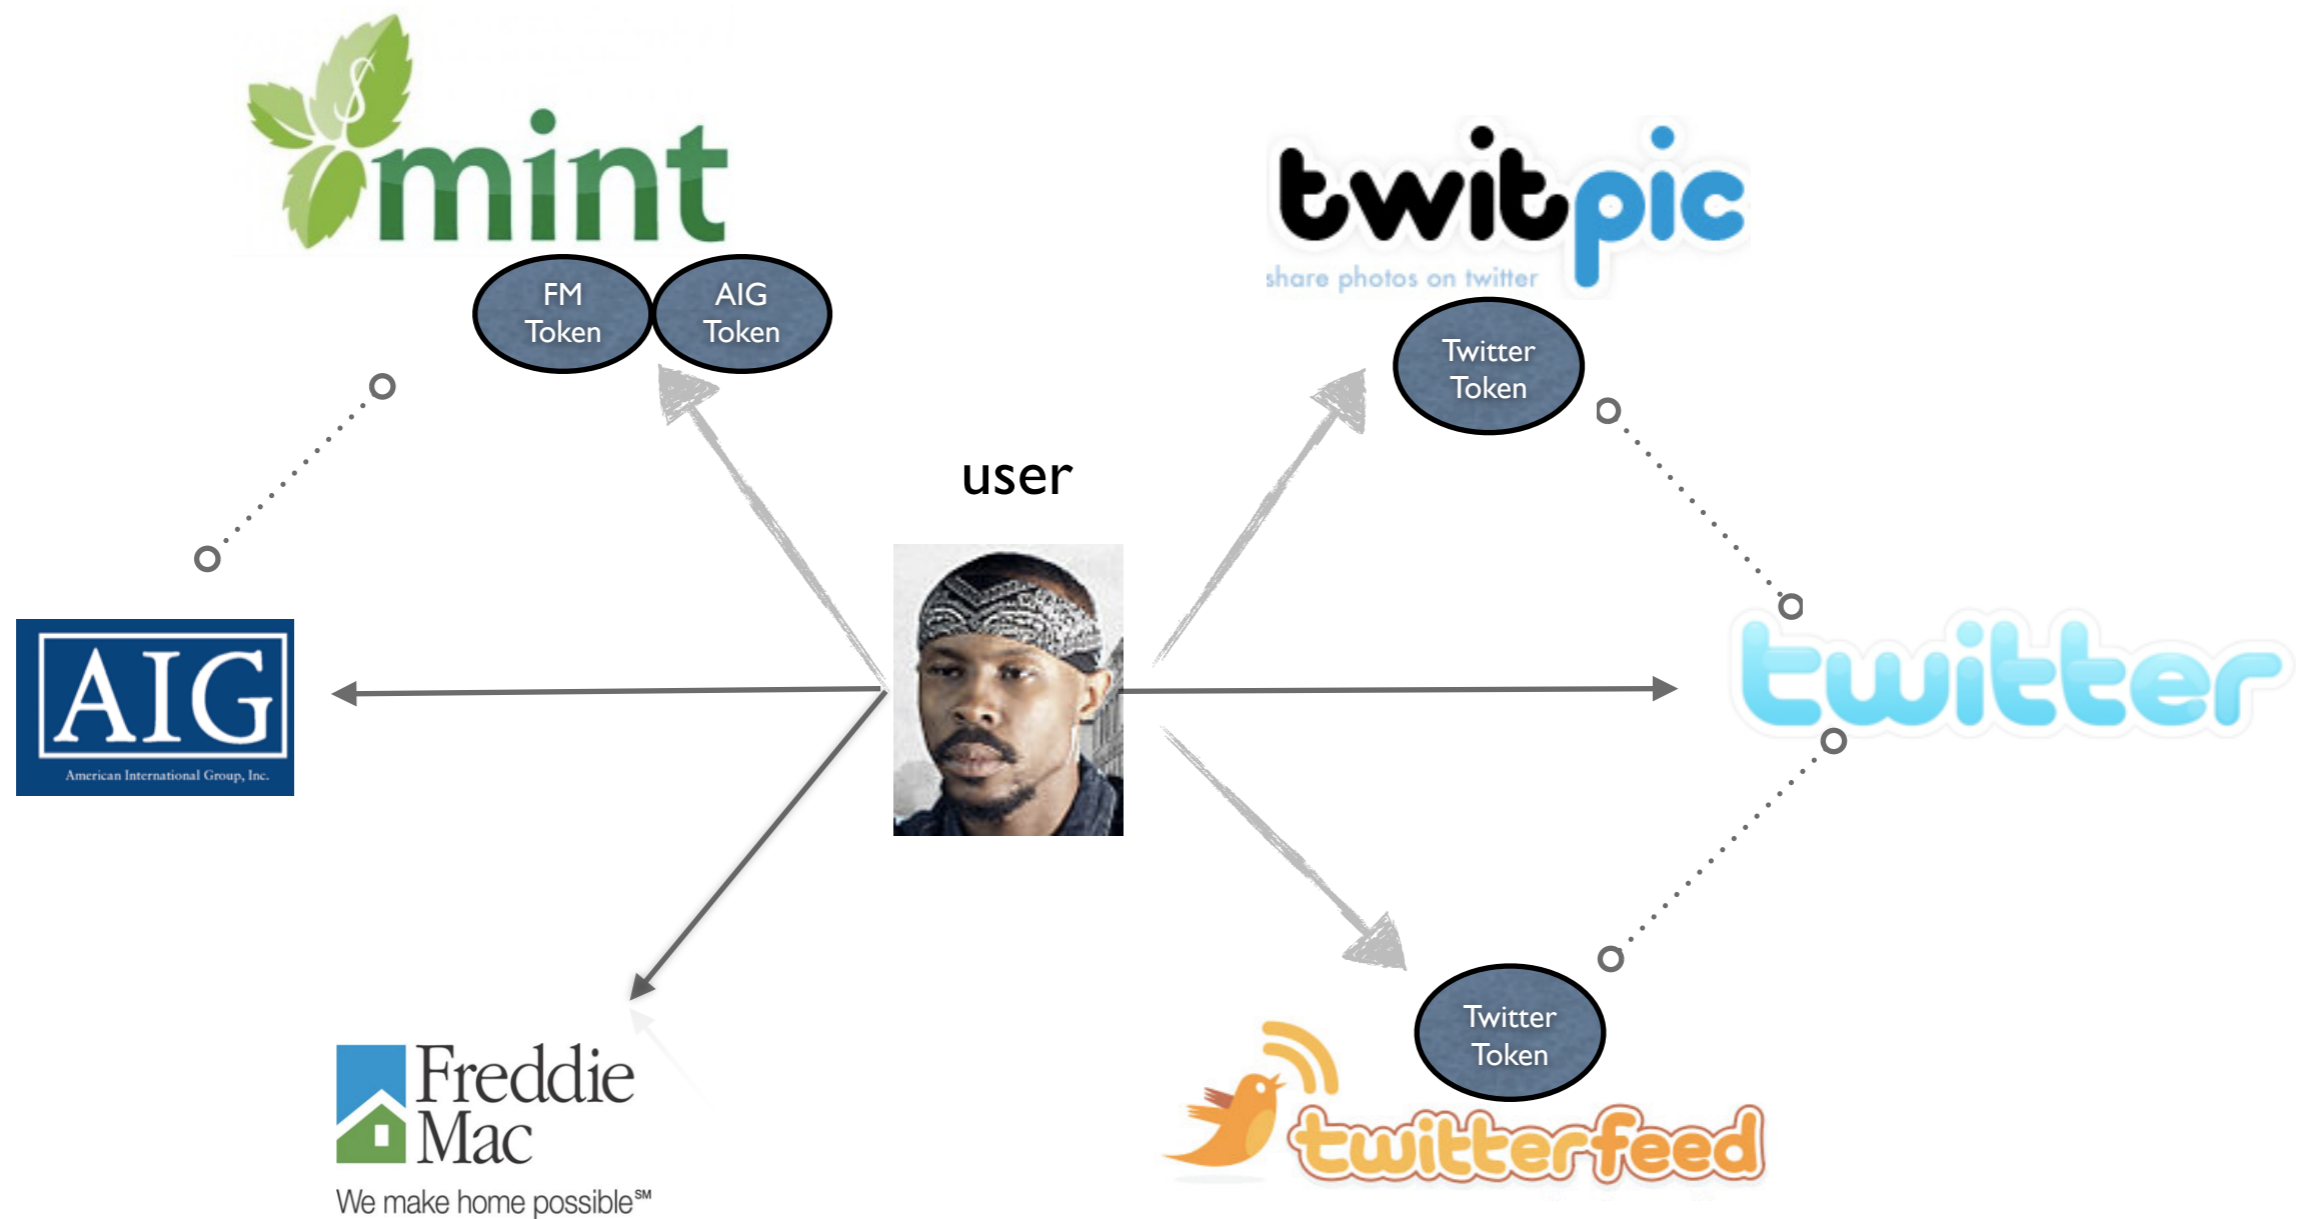 mint
FM
Token
AIG
Token
twitpic
share photos on twitter
Twitter
Token
user
AIG
American International Group, Inc.
twitter
Freddie
Mac
We make home possible℠
Twitter
Token
twitterfeed